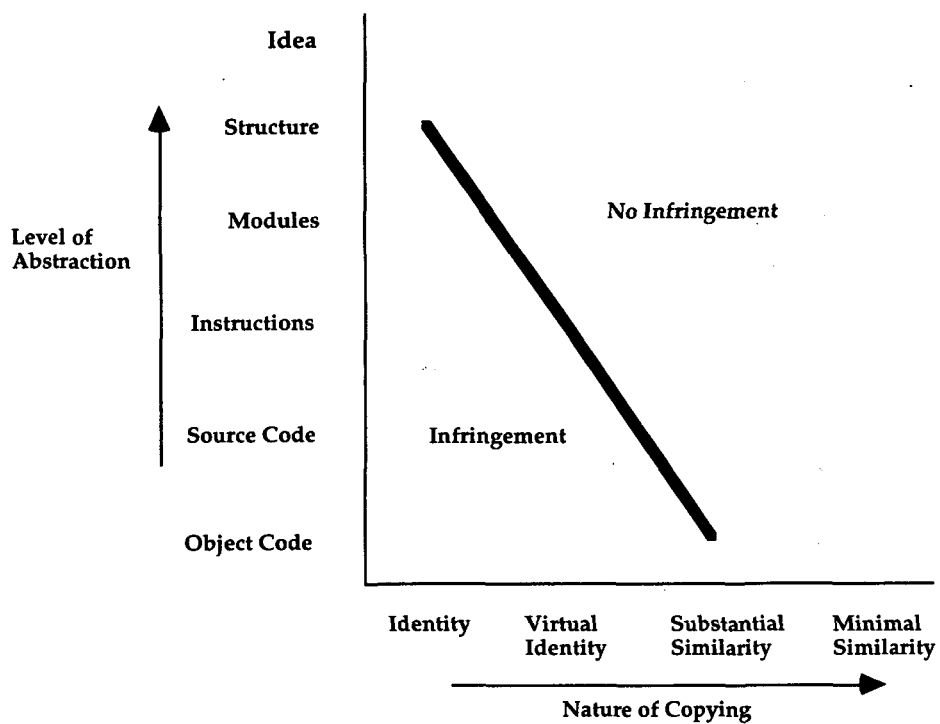 Idea
Structure
Modules
Level of
Abstraction
No Infringement
Instructions
Source Code
Infringement
Object Code
Identity
Virtual
Identity
Substantial
Similarity
Minimal
Similarity
Nature of Copying